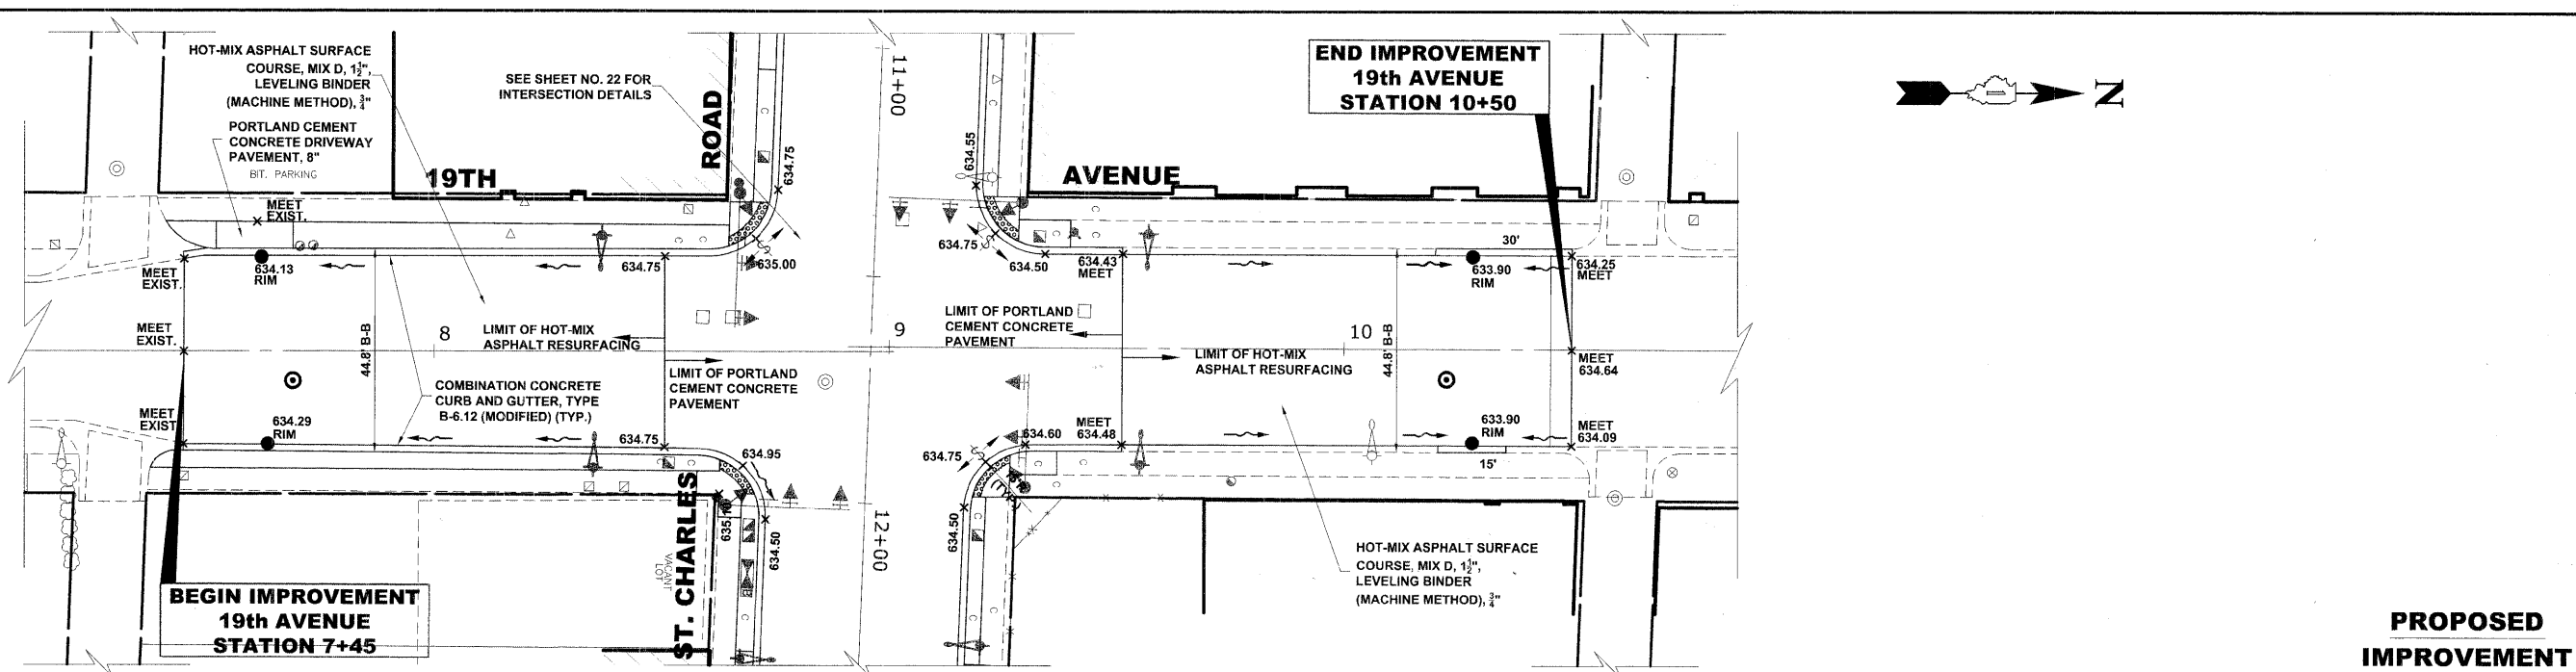 HOT-MIX ASPHALT SURFACE
COURSE, MIX D, 1½",
LEVELING BINDER
(MACHINE METHOD), ¾"
PORTLAND CEMENT
CONCRETE DRIVEWAY
PAVEMENT, 8"
BIT. PARKING
SEE SHEET NO. 22 FOR
INTERSECTION DETAILS
19TH
ROAD
634.75
11+00
634.55
AVENUE
END IMPROVEMENT
19th AVENUE
STATION 10+50
N
MEET
EXIST.
MEET
EXIST.
634.13
RIM
634.75
635.00
634.75
634.50
634.43
MEET
30'
633.90
RIM
634.25
MEET
MEET
EXIST.
44.8' B-B
8
LIMIT OF HOT-MIX
ASPHALT RESURFACING
9
LIMIT OF PORTLAND
CEMENT CONCRETE
PAVEMENT
10
44.8' B-B
LIMIT OF HOT-MIX
ASPHALT RESURFACING
MEET
634.64
LIMIT OF PORTLAND
CEMENT CONCRETE
PAVEMENT
COMBINATION CONCRETE
CURB AND GUTTER, TYPE
B-6.12 (MODIFIED) (TYP.)
MEET
EXIST
634.29
RIM
634.75
634.95
634.60
MEET
634.48
633.90
RIM
MEET
634.09
634.75
15'
ST. CHARLES
VACANT
LOT
634.50
12+00
634.50
HOT-MIX ASPHALT SURFACE
COURSE, MIX D, 1½",
LEVELING BINDER
(MACHINE METHOD), ¾"
BEGIN IMPROVEMENT
19th AVENUE
STATION 7+45
PROPOSED
IMPROVEMENT